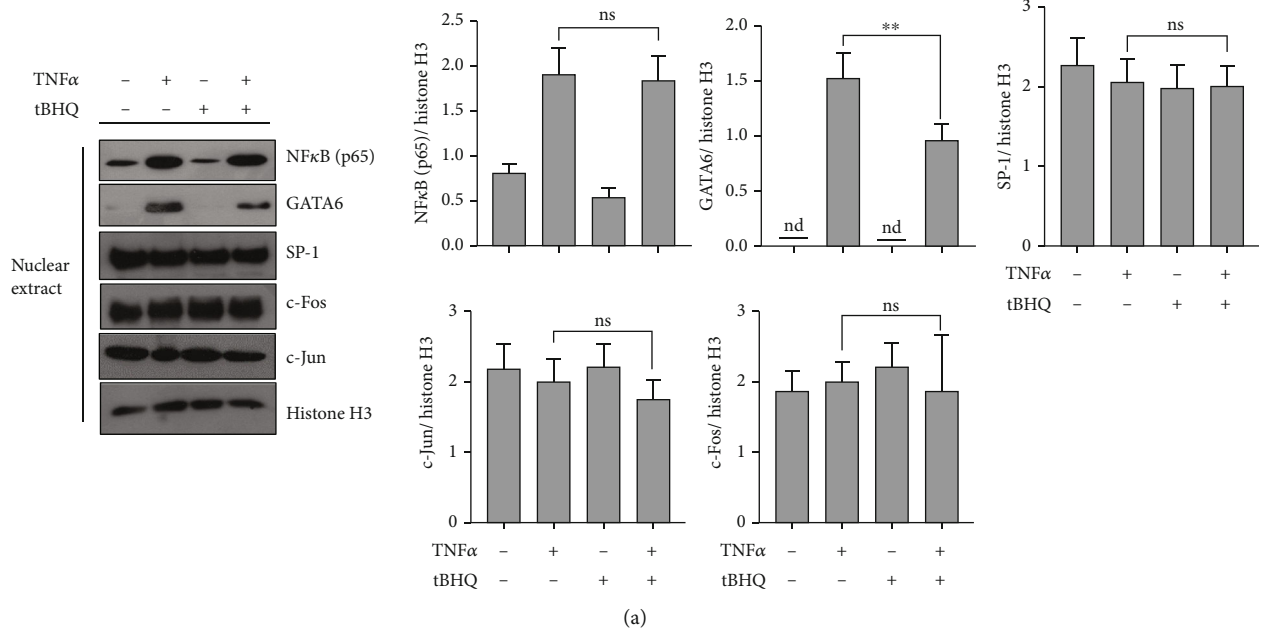 TNFα – + – +
tBHQ – – + +
Nuclear
extract
NFκB (p65)
GATA6
SP-1
c-Fos
c-Jun
Histone H3
NFκB (p65)/ histone H3
2.5
2.0
1.5
1.0
0.5
0.0
ns
GATA6/ histone H3
2.0
1.5
1.0
0.5
0.0
nd
nd
**
SP-1/ histone H3
3
2
1
0
ns
TNFα – + – +
tBHQ – – + +
c-Jun/ histone H3
3
2
1
0
ns
TNFα – + – +
tBHQ – – + +
c-Fos/ histone H3
3
2
1
0
ns
TNFα – + – +
tBHQ – – + +
(a)